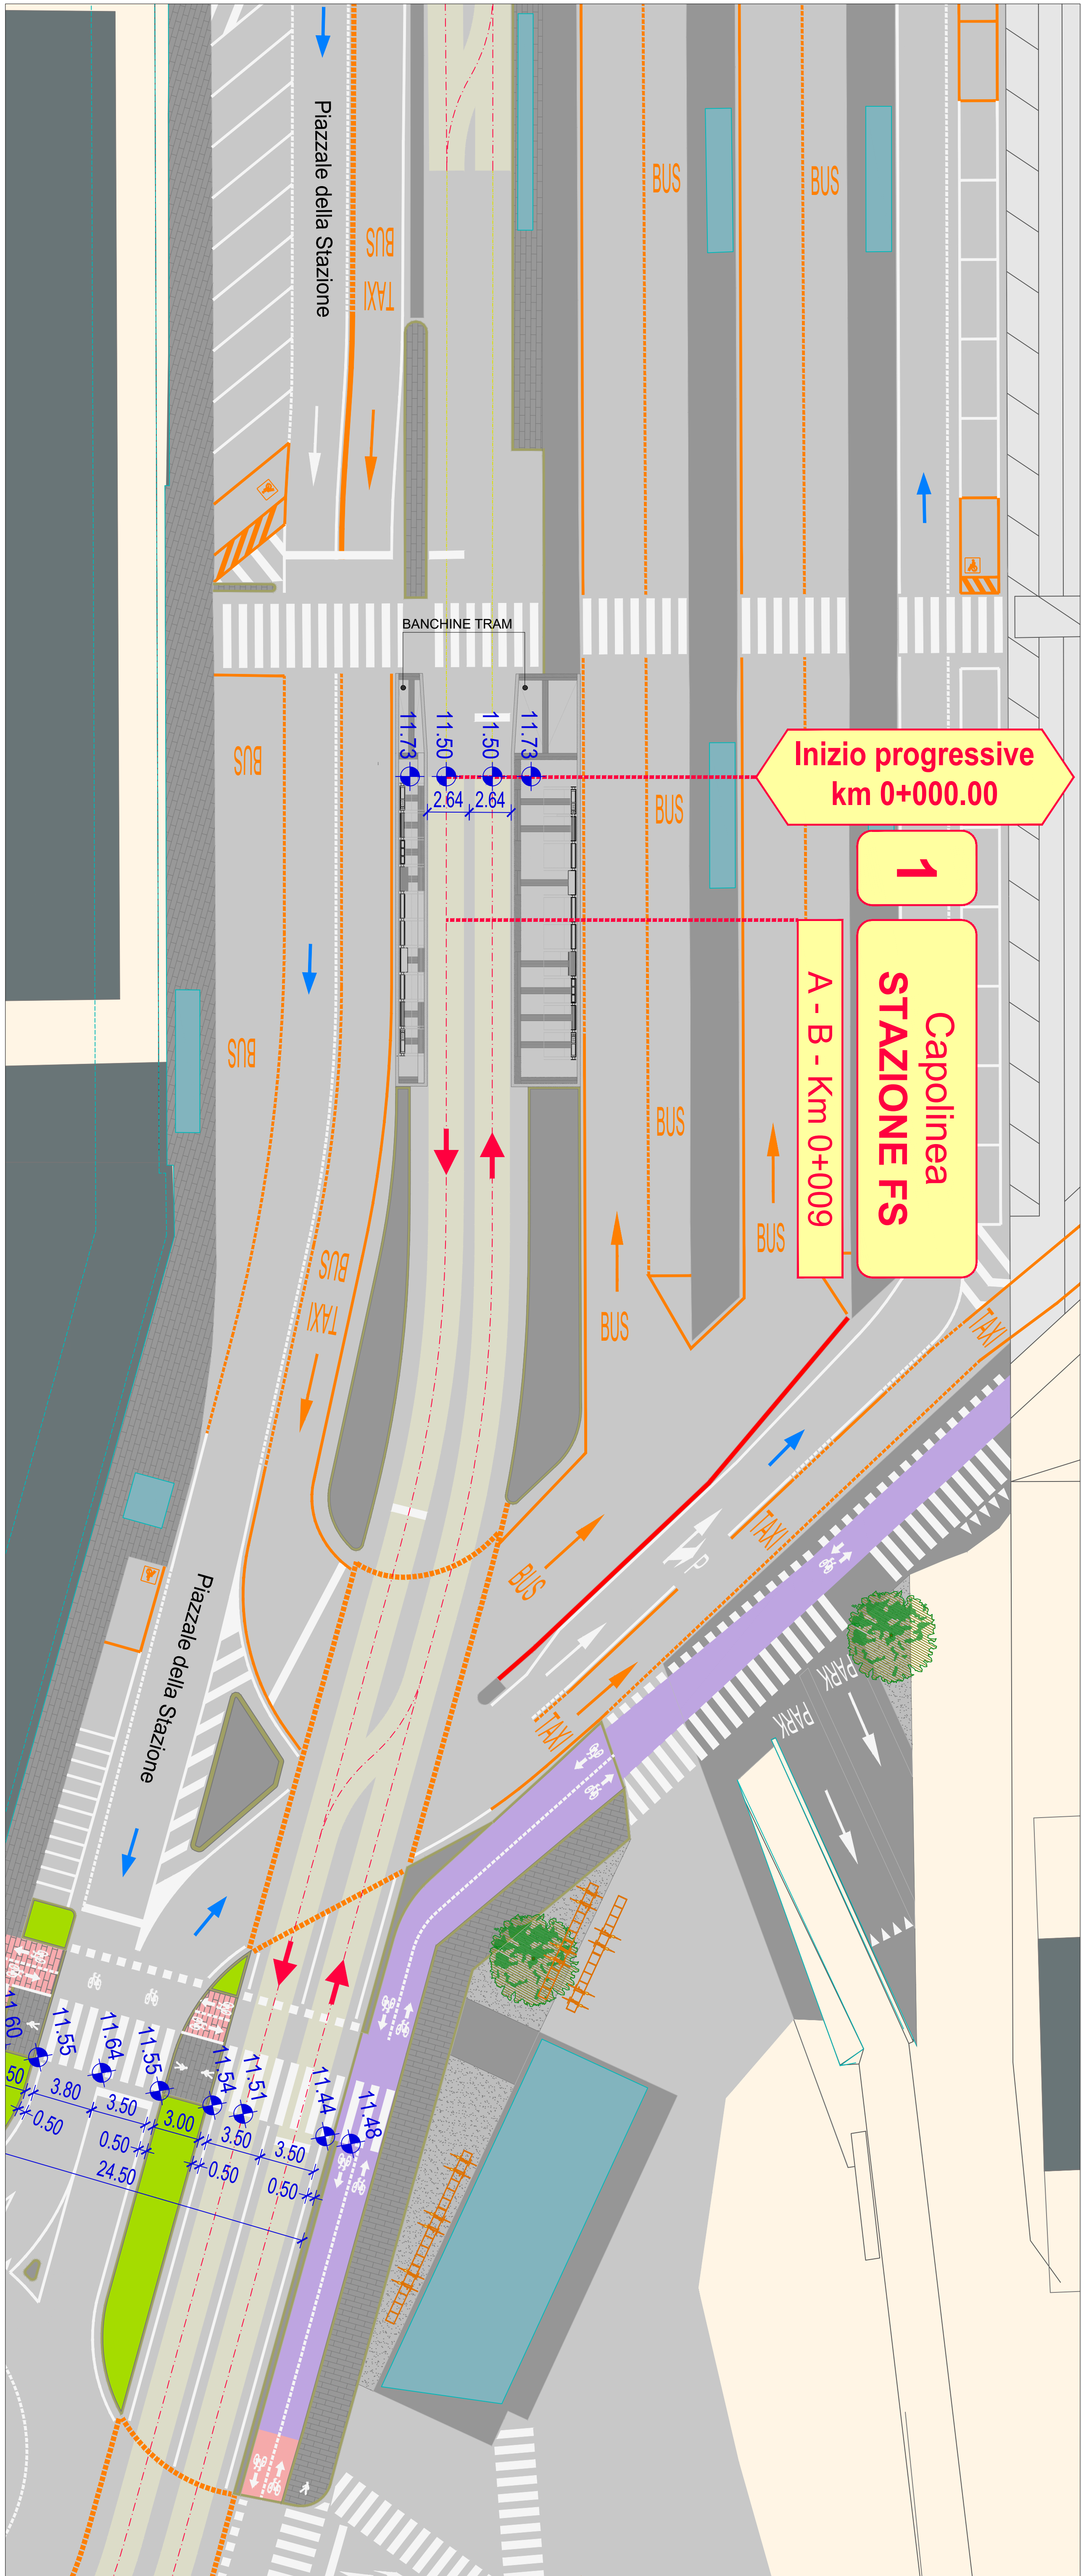 Piazzale della Stazione
BUS
TAXI
BUS
BUS
BANCHINE TRAM
11.73
11.50
11.50
11.73
2.64
2.64
Inizio progressive
km 0+000.00
1
Capolinea
STAZIONE FS
A - B - Km 0+009
BUS
BUS
BUS
BUS
BUS
BUS
BUS
TAXI
BUS
TAXI
TAXI
BUS
TAXI
PARK
PARK
Piazzale della Stazione
11.60
11.55
11.64
11.55
11.54
11.51
11.44
11.48
50
3.80
3.50
3.00
3.50
3.50
0.50
0.50
0.50
0.50
24.50